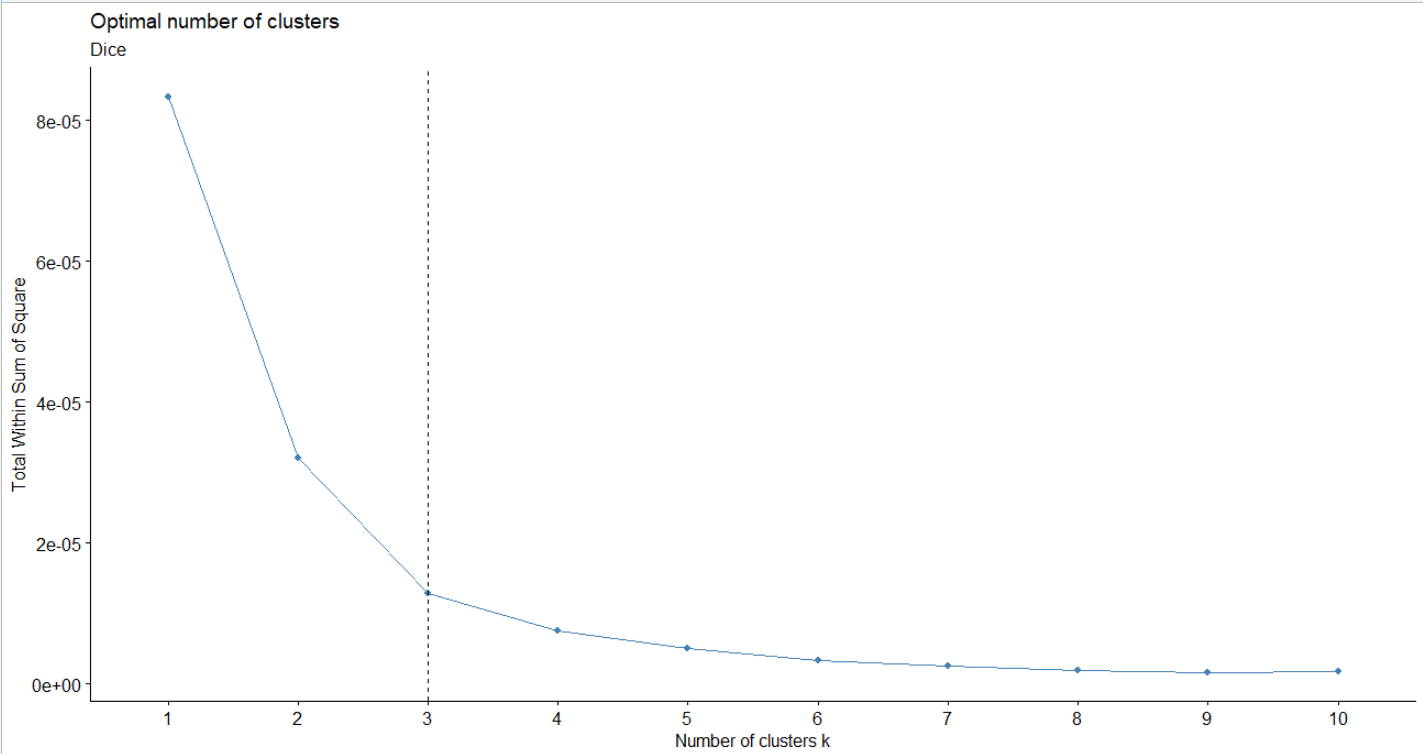 Optimal number of clusters
Dice
Total Within Sum of Square
8e-05
6e-05
4e-05
2e-05
0e+00
1 2 3 4 5 6 7 8 9 10
Number of clusters k